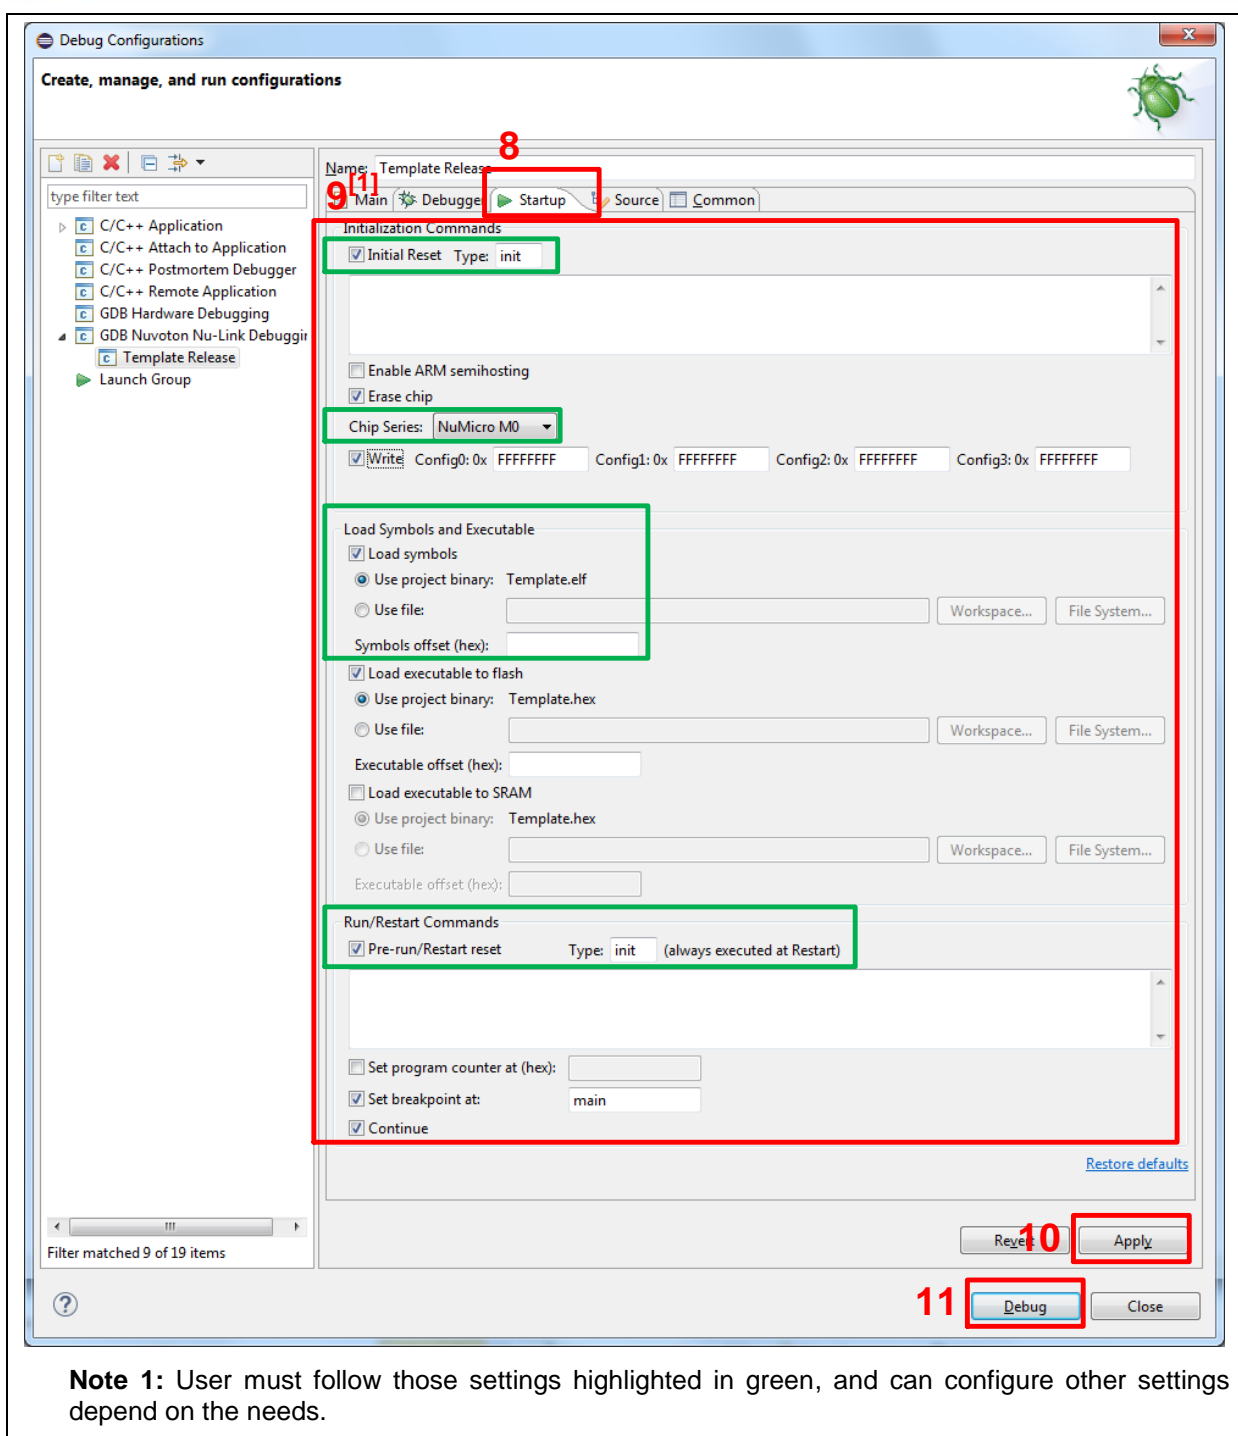 Debug Configurations
Create, manage, and run configurations
8
Name: Template Release
type filter text
9[1]
Main Debugger Startup Source Common
C/C++ Application
C/C++ Attach to Application
C/C++ Postmortem Debugger
C/C++ Remote Application
GDB Hardware Debugging
GDB Nuvoton Nu-Link Debuggin
Template Release
Launch Group
Initialization Commands
Initial Reset Type: init
Enable ARM semihosting
Erase chip
Chip Series: NuMicro M0
Write Config0: 0x FFFFFFFF Config1: 0x FFFFFFFF Config2: 0x FFFFFFFF Config3: 0x FFFFFFFF
Load Symbols and Executable
Load symbols
Use project binary: Template.elf
Use file: Workspace... File System...
Symbols offset (hex):
Load executable to flash
Use project binary: Template.hex
Use file: Workspace... File System...
Executable offset (hex):
Load executable to SRAM
Use project binary: Template.hex
Use file: Workspace... File System...
Executable offset (hex):
Run/Restart Commands
Pre-run/Restart reset Type: init (always executed at Restart)
Set program counter at (hex):
Set breakpoint at: main
Continue
Restore defaults
Filter matched 9 of 19 items
Revert 10 Apply
11 Debug Close
Note 1: User must follow those settings highlighted in green, and can configure other settings
depend on the needs.